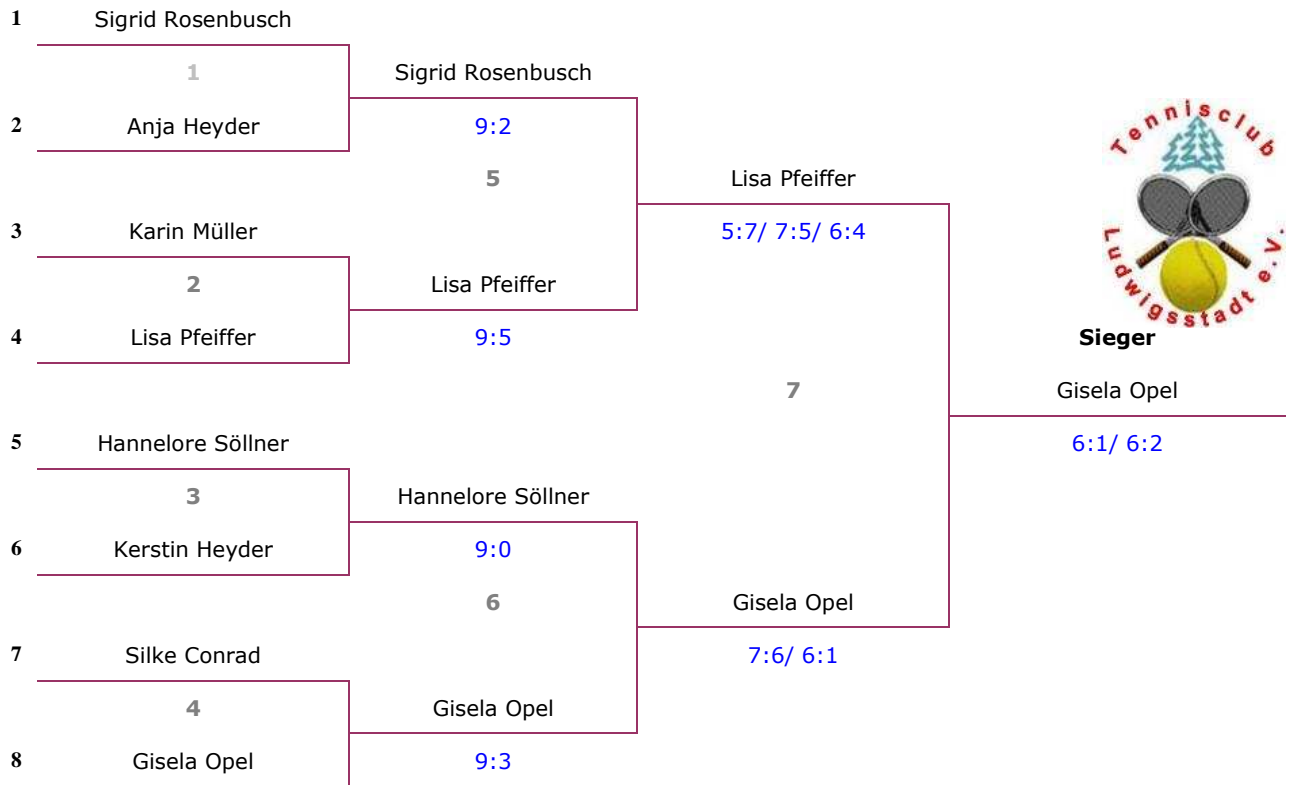 1 Sigrid Rosenbusch
1 Sigrid Rosenbusch
2 Anja Heyder 9:2
5 Lisa Pfeiffer
3 Karin Müller 5:7/ 7:5/ 6:4
2 Lisa Pfeiffer
4 Lisa Pfeiffer 9:5
Tennisclub
Ludwigsstadt e.V.
Sieger
7 Gisela Opel
5 Hannelore Söllner 6:1/ 6:2
3 Hannelore Söllner
6 Kerstin Heyder 9:0
6 Gisela Opel
7 Silke Conrad 7:6/ 6:1
4 Gisela Opel
8 Gisela Opel 9:3